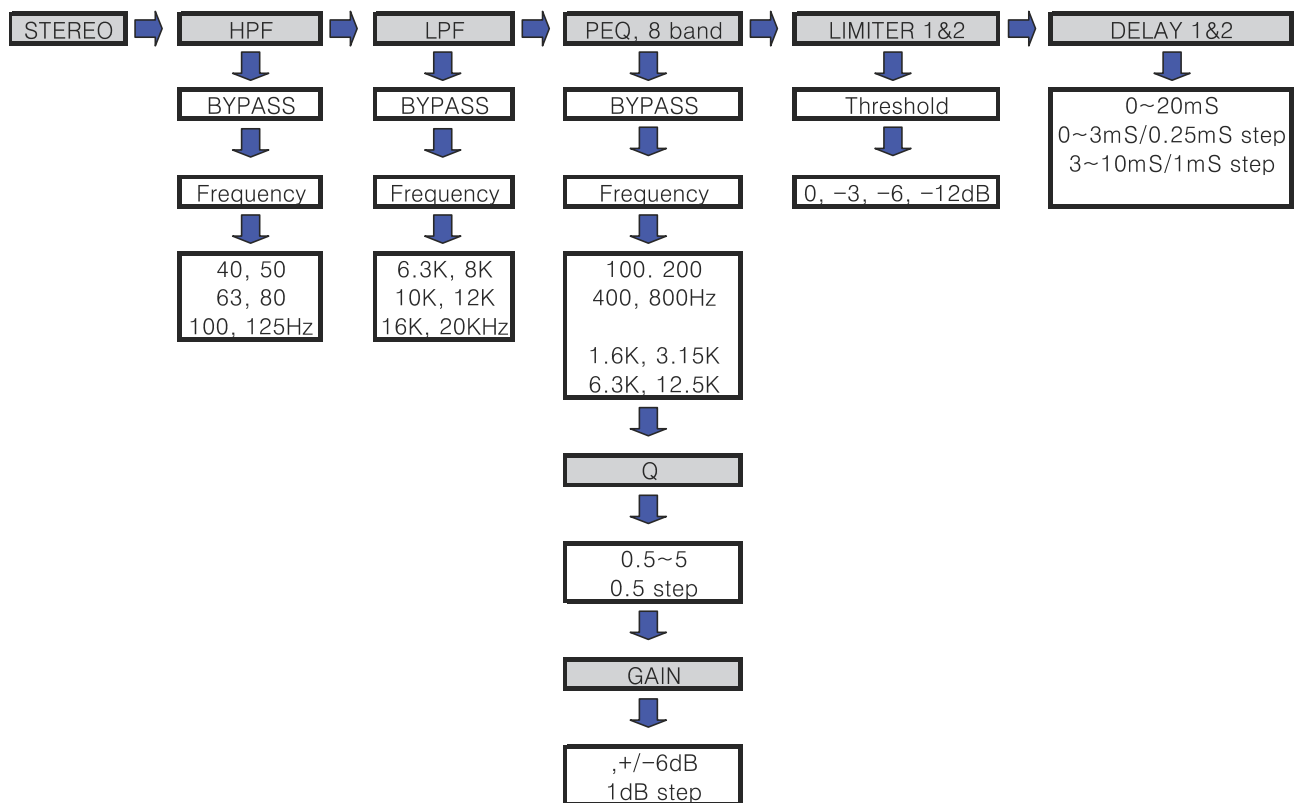 STEREO
HPF
LPF
PEQ, 8 band
LIMITER 1&2
DELAY 1&2
BYPASS
BYPASS
BYPASS
Threshold
0~20mS
0~3mS/0.25mS step
3~10mS/1mS step
Frequency
Frequency
Frequency
0, −3, −6, −12dB
40, 50
63, 80
100, 125Hz
6.3K, 8K
10K, 12K
16K, 20KHz
100. 200
400, 800Hz
1.6K, 3.15K
6.3K, 12.5K
Q
0.5~5
0.5 step
GAIN
,+/−6dB
1dB step